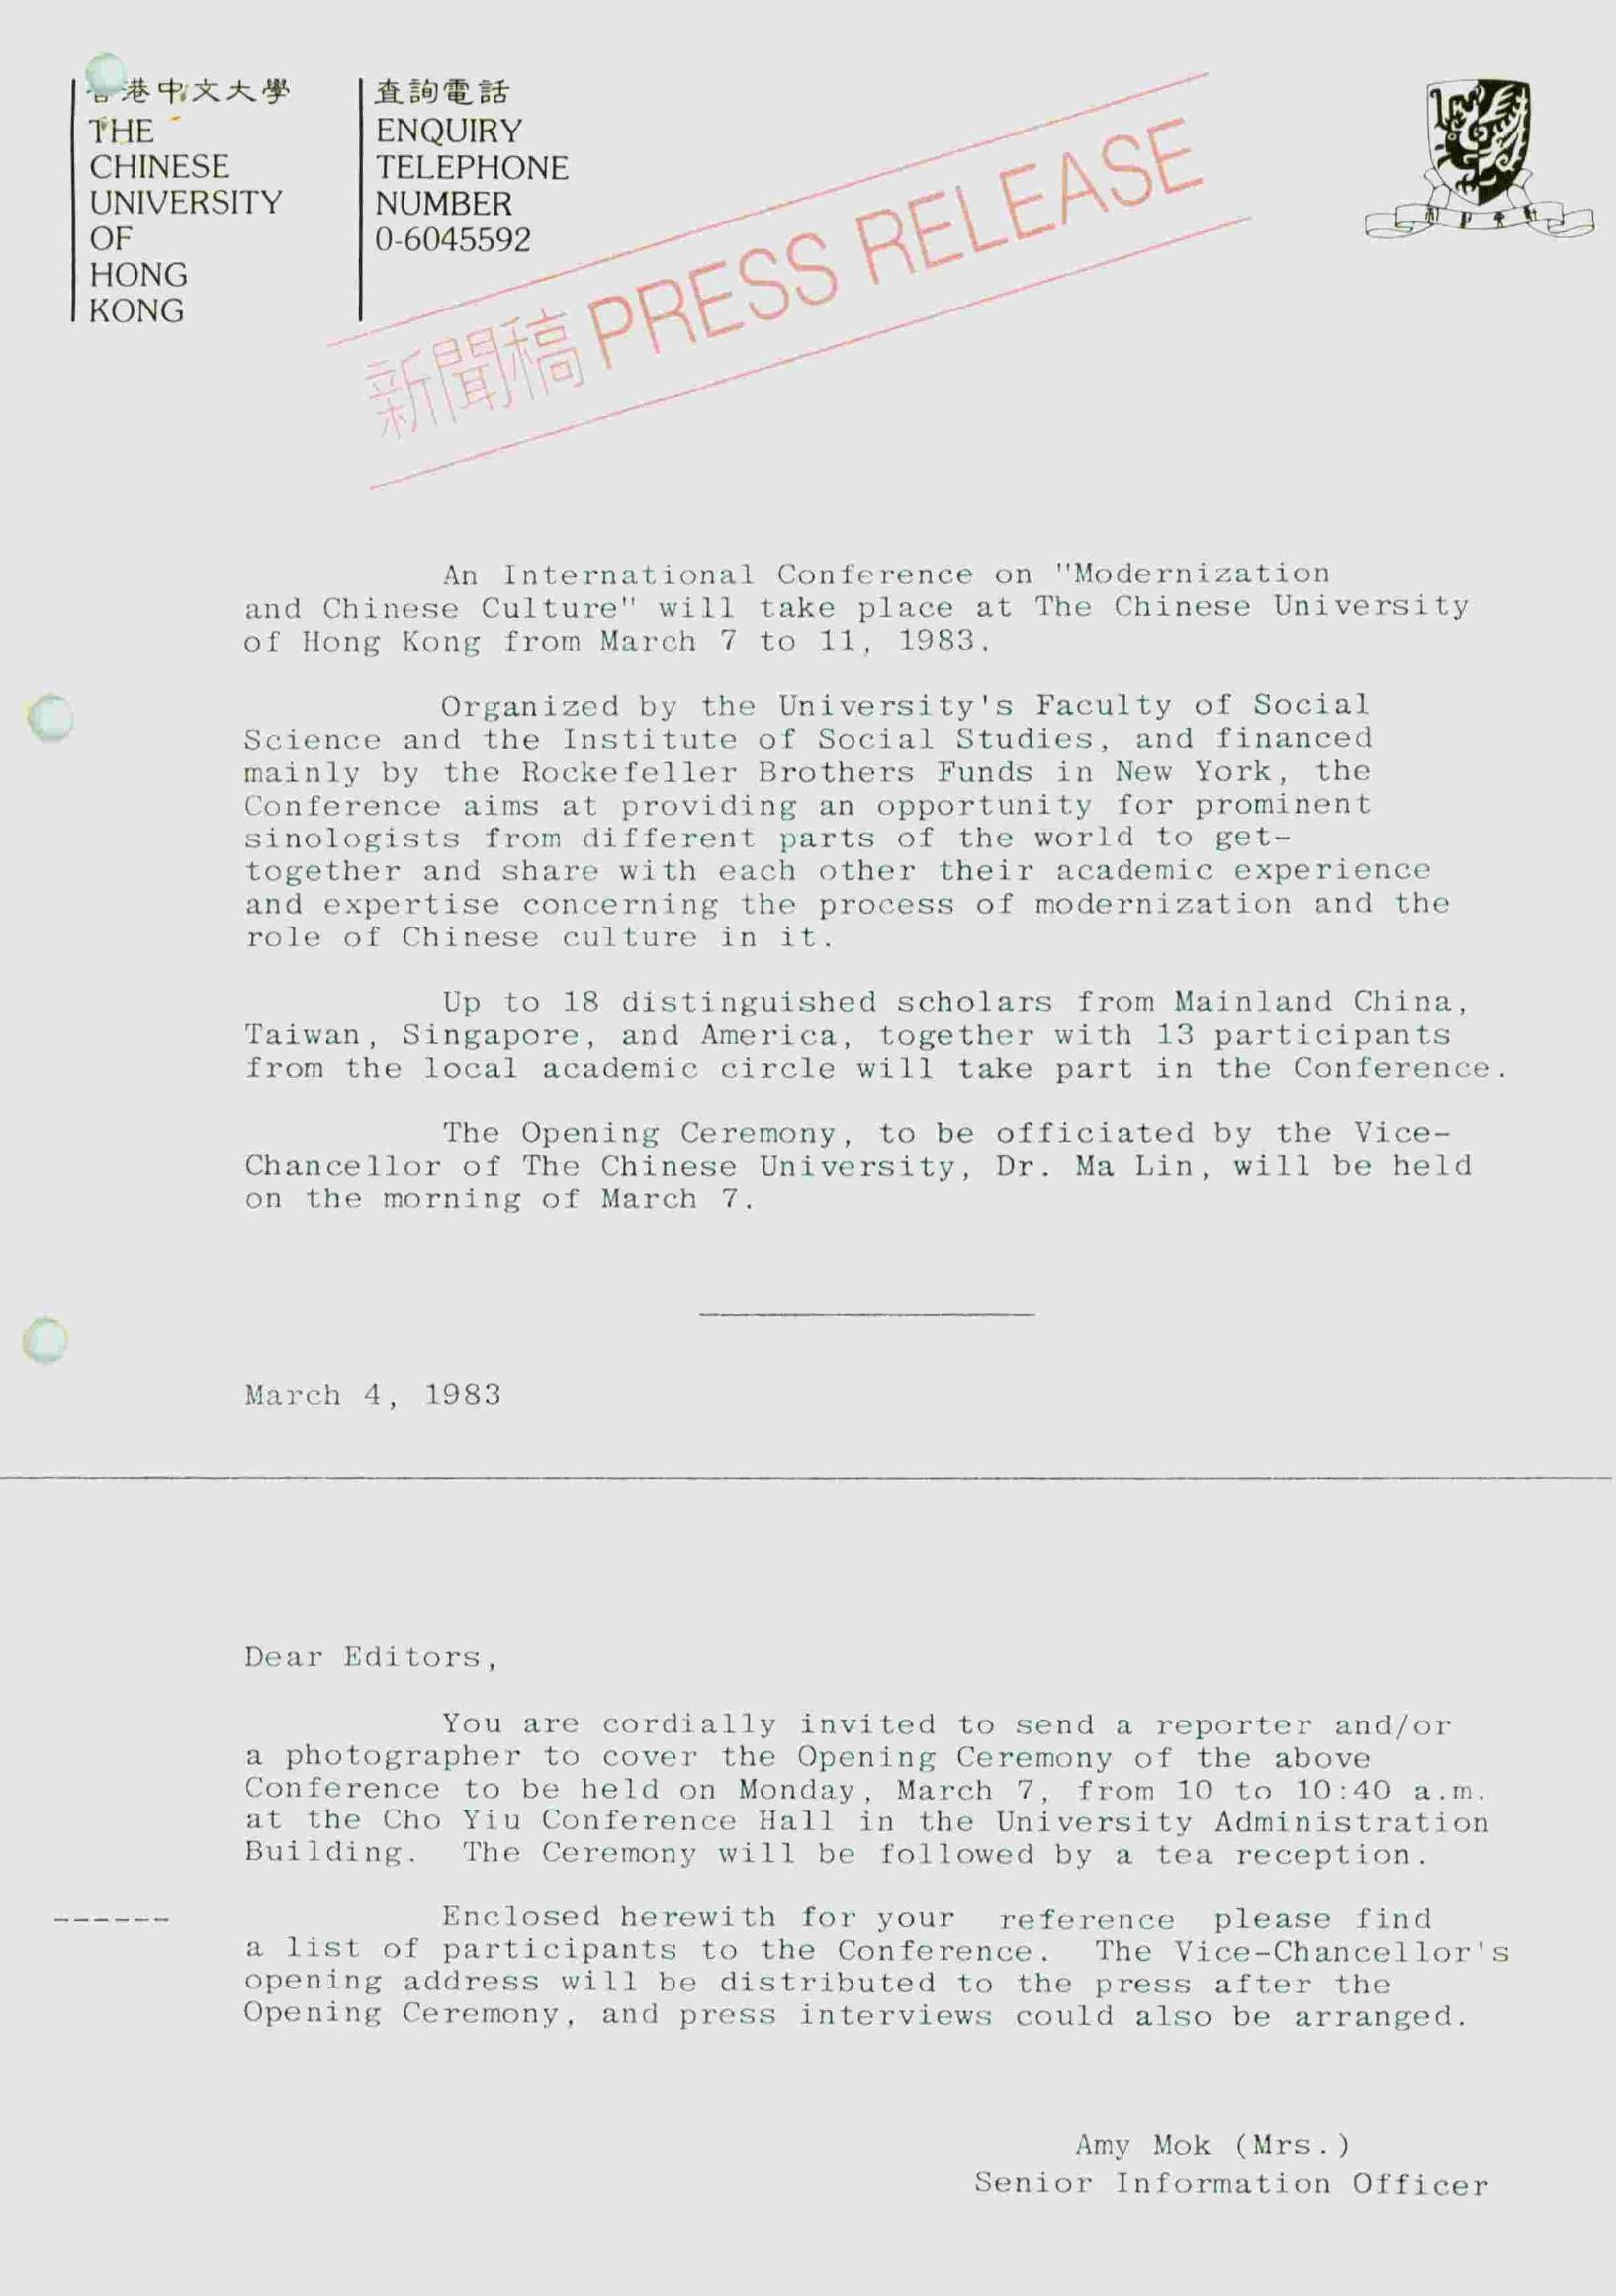 香港中文大學
THE
CHINESE
UNIVERSITY
OF
HONG
KONG
查詢電話
ENQUIRY
TELEPHONE
NUMBER
0-6045592
新聞稿 PRESS RELEASE
An International Conference on "Modernization
and Chinese Culture" will take place at The Chinese University
of Hong Kong from March 7 to 11, 1983.
Organized by the University's Faculty of Social
Science and the Institute of Social Studies, and financed
mainly by the Rockefeller Brothers Funds in New York, the
Conference aims at providing an opportunity for prominent
sinologists from different parts of the world to get-
together and share with each other their academic experience
and expertise concerning the process of modernization and the
role of Chinese culture in it.
Up to 18 distinguished scholars from Mainland China,
Taiwan, Singapore, and America, together with 13 participants
from the local academic circle will take part in the Conference.
The Opening Ceremony, to be officiated by the Vice-
Chancellor of The Chinese University, Dr. Ma Lin, will be held
on the morning of March 7.
March 4, 1983
Dear Editors,
You are cordially invited to send a reporter and/or
a photographer to cover the Opening Ceremony of the above
Conference to be held on Monday, March 7, from 10 to 10:40 a.m.
at the Cho Yiu Conference Hall in the University Administration
Building. The Ceremony will be followed by a tea reception.
Enclosed herewith for your reference please find
a list of participants to the Conference. The Vice-Chancellor's
opening address will be distributed to the press after the
Opening Ceremony, and press interviews could also be arranged.
Amy Mok (Mrs.)
Senior Information Officer